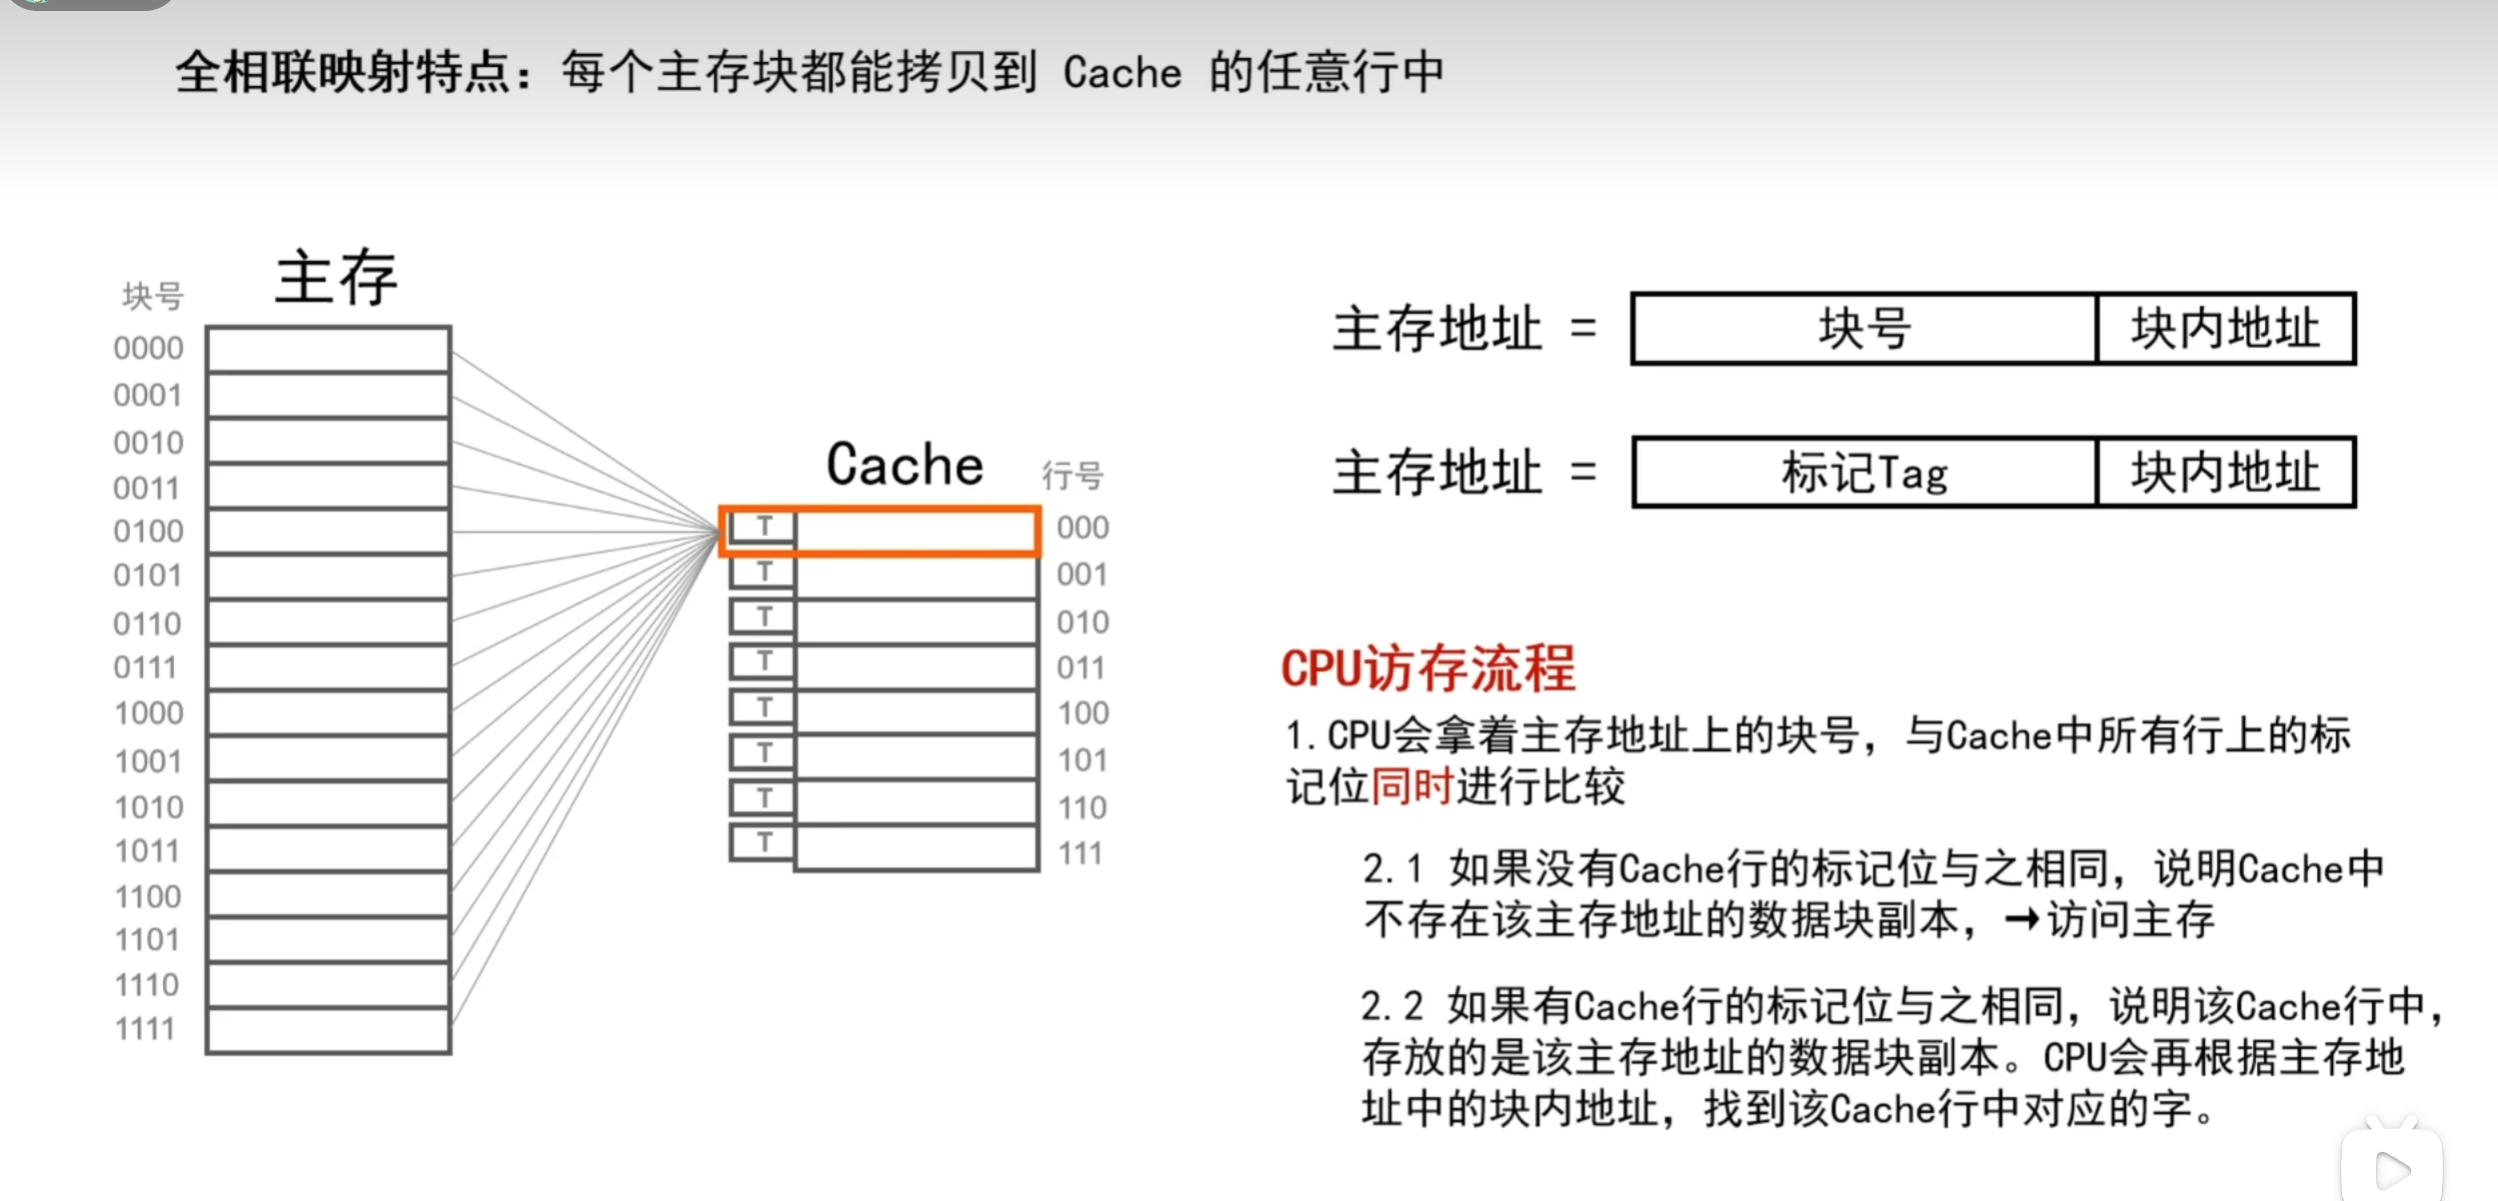 全相联映射特点：每个主存块都能拷贝到 Cache 的任意行中
主存
块号
0000
0001
0010
0011
0100
0101
0110
0111
1000
1001
1010
1011
1100
1101
1110
1111
Cache
行号
T 000
T 001
T 010
T 011
T 100
T 101
T 110
T 111
主存地址 = 块号 块内地址
主存地址 = 标记Tag 块内地址
CPU访存流程
1.CPU会拿着主存地址上的块号，与Cache中所有行上的标
记位同时进行比较
2.1 如果没有Cache行的标记位与之相同，说明Cache中
不存在该主存地址的数据块副本，→访问主存
2.2 如果有Cache行的标记位与之相同，说明该Cache行中，
存放的是该主存地址的数据块副本。CPU会再根据主存地
址中的块内地址，找到该Cache行中对应的字。